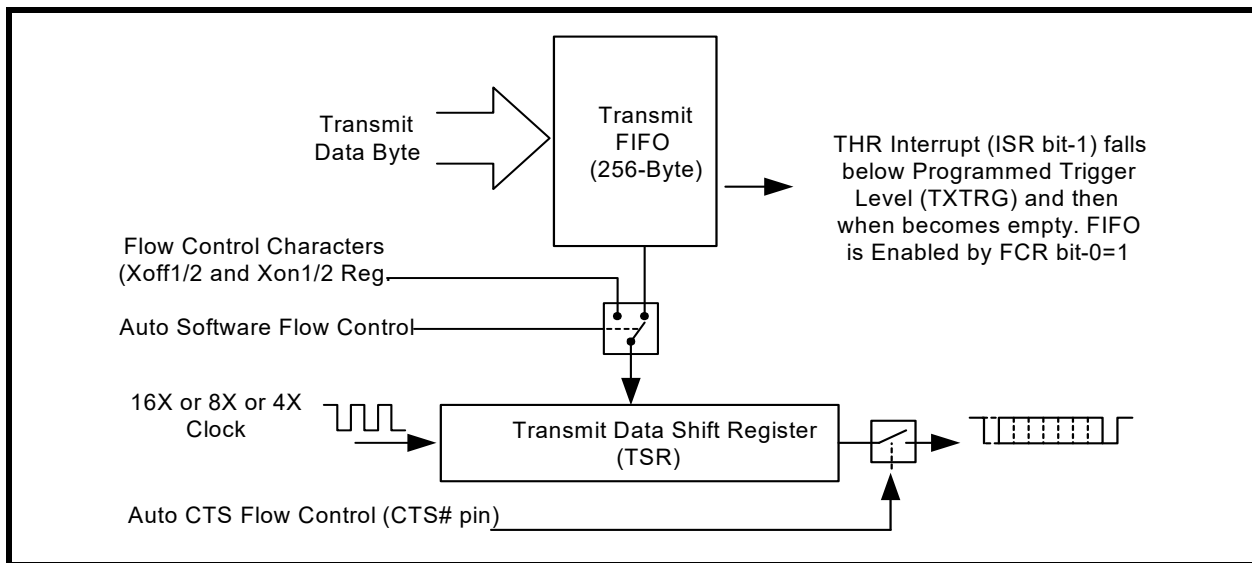 Transmit
Data Byte
Transmit
FIFO
(256-Byte)
THR Interrupt (ISR bit-1) falls
below Programmed Trigger
Level (TXTRG) and then
when becomes empty. FIFO
is Enabled by FCR bit-0=1
Flow Control Characters
(Xoff1/2 and Xon1/2 Reg.
Auto Software Flow Control
16X or 8X or 4X
Clock
Transmit Data Shift Register
(TSR)
Auto CTS Flow Control (CTS# pin)